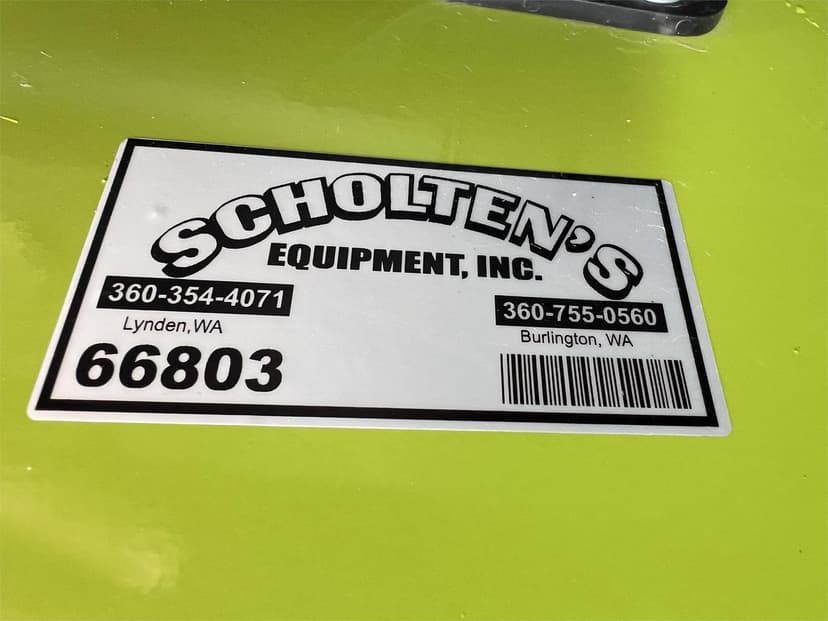 SCHOLTEN'S
EQUIPMENT, INC.
360-354-4071
Lynden, WA
66803
360-755-0560
Burlington, WA